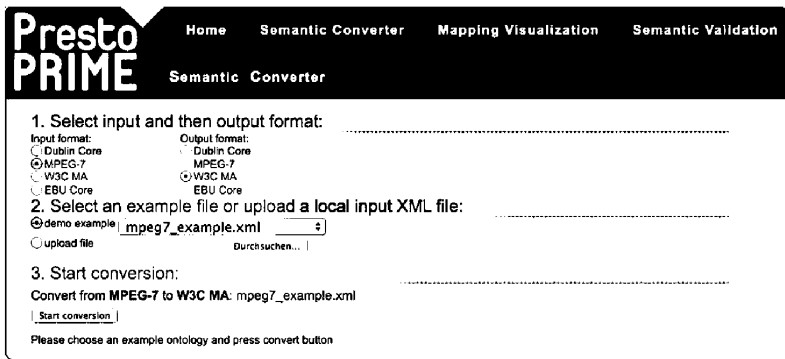 Presto
PRIME
Home Semantic Converter Mapping Visualization Semantic Validation
Semantic Converter
1. Select input and then output format:
Input format: Output format:
Dublin Core Dublin Core
MPEG-7 MPEG-7
W3C MA W3C MA
EBU Core EBU Core
2. Select an example file or upload a local input XML file:
demo example mpeg7_example.xml
upload file Durchsuchen...
3. Start conversion:
Convert from MPEG-7 to W3C MA: mpeg7_example.xml
Start conversion
Please choose an example ontology and press convert button